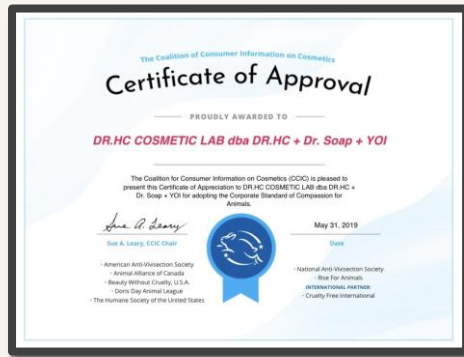 The Coalition of Consumer Information on Cosmetics
Certificate of Approval
PROUDLY AWARDED TO
DR.HC COSMETIC LAB dba DR.HC + Dr. Soap + YOI
The Coalition for Consumer Information on Cosmetics (CCIC) is pleased to
present this Certificate of Appreciation to DR.HC COSMETIC LAB dba DR.HC +
Dr. Soap + YOI for adopting the Corporate Standard of Compassion for
Animals.
Sue A. Leary
May 31, 2019
Sue A. Leary, CCIC Chair
Date
· American Anti-Vivisection Society
· Animal Alliance of Canada
· Beauty Without Cruelty, U.S.A.
· Doris Day Animal League
· The Humane Society of the United States
· National Anti-Vivisection Society
· Rise For Animals
INTERNATIONAL PARTNER:
· Cruelty Free International